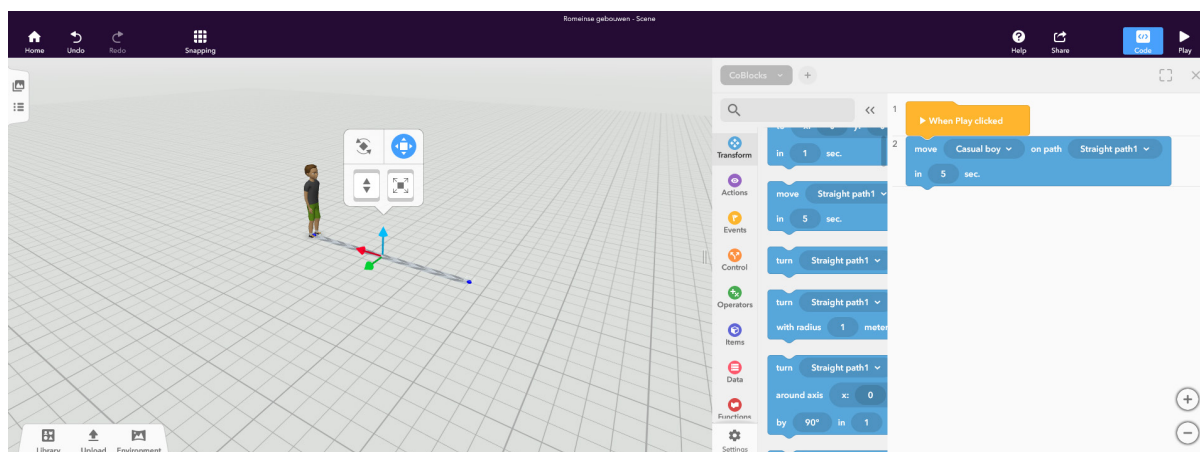 Romeinse gebouwen - Scene
Home
Undo
Redo
Snapping
Help
Share
Code
Play
CoBlocks
Transform
Actions
Events
Control
Operators
Items
Data
Functions
Settings
in 1 sec.
move Straight path1
in 5 sec.
turn Straight path1
turn Straight path1
with radius 1 meter
turn Straight path1
around axis x: 0
by 90° in 1
1
When Play clicked
2
move Casual boy on path Straight path1
in 5 sec.
Library
Upload
Environment